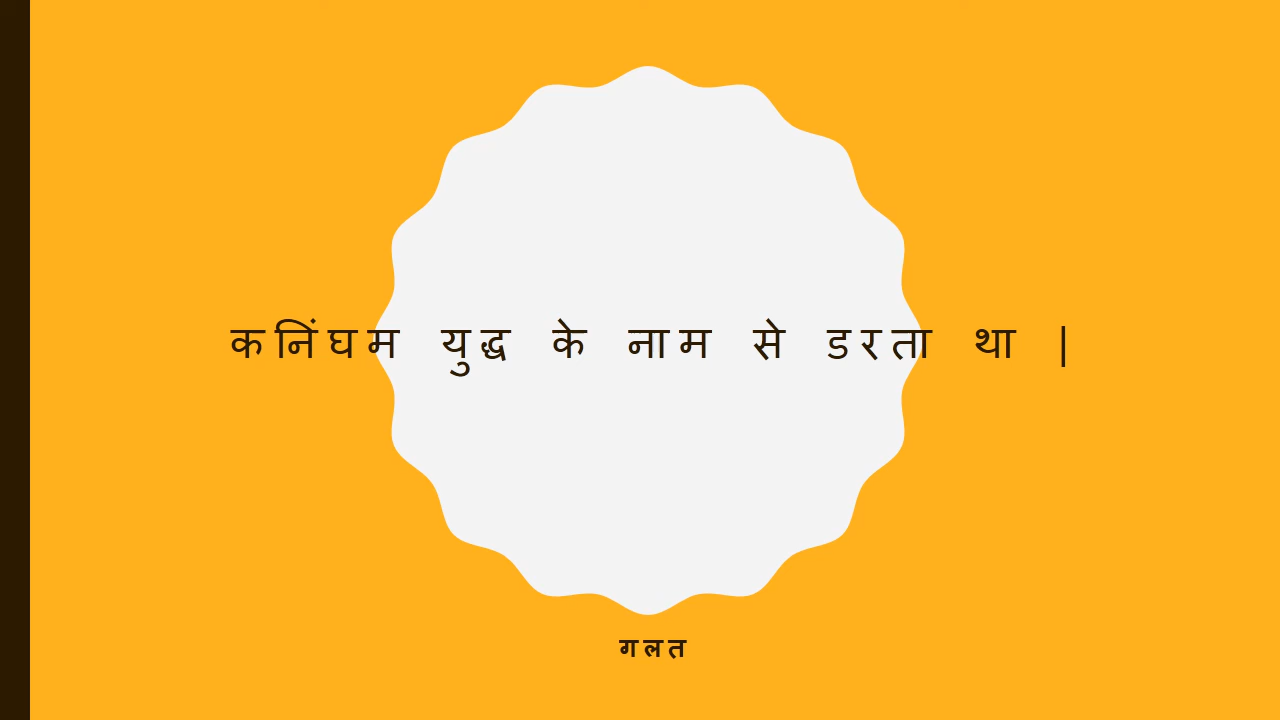 कनिंघम युद्ध के नाम से डरता था |
गलत